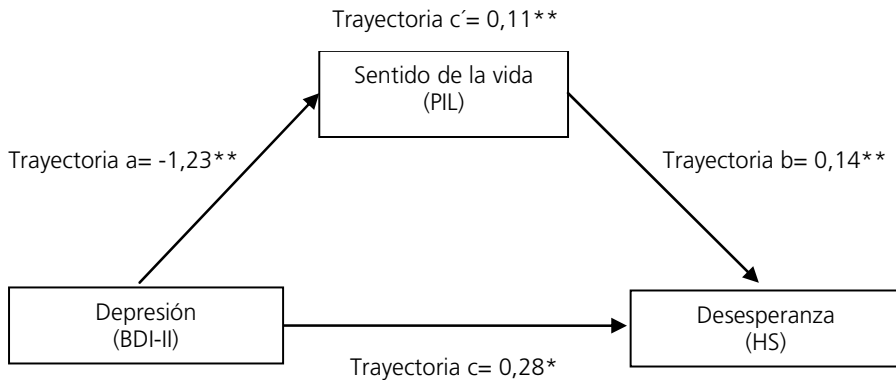 Trayectoria c´= 0,11**
Sentido de la vida
(PIL)
Trayectoria a= -1,23**
Trayectoria b= 0,14**
Depresión
(BDI-II)
Desesperanza
(HS)
Trayectoria c= 0,28*